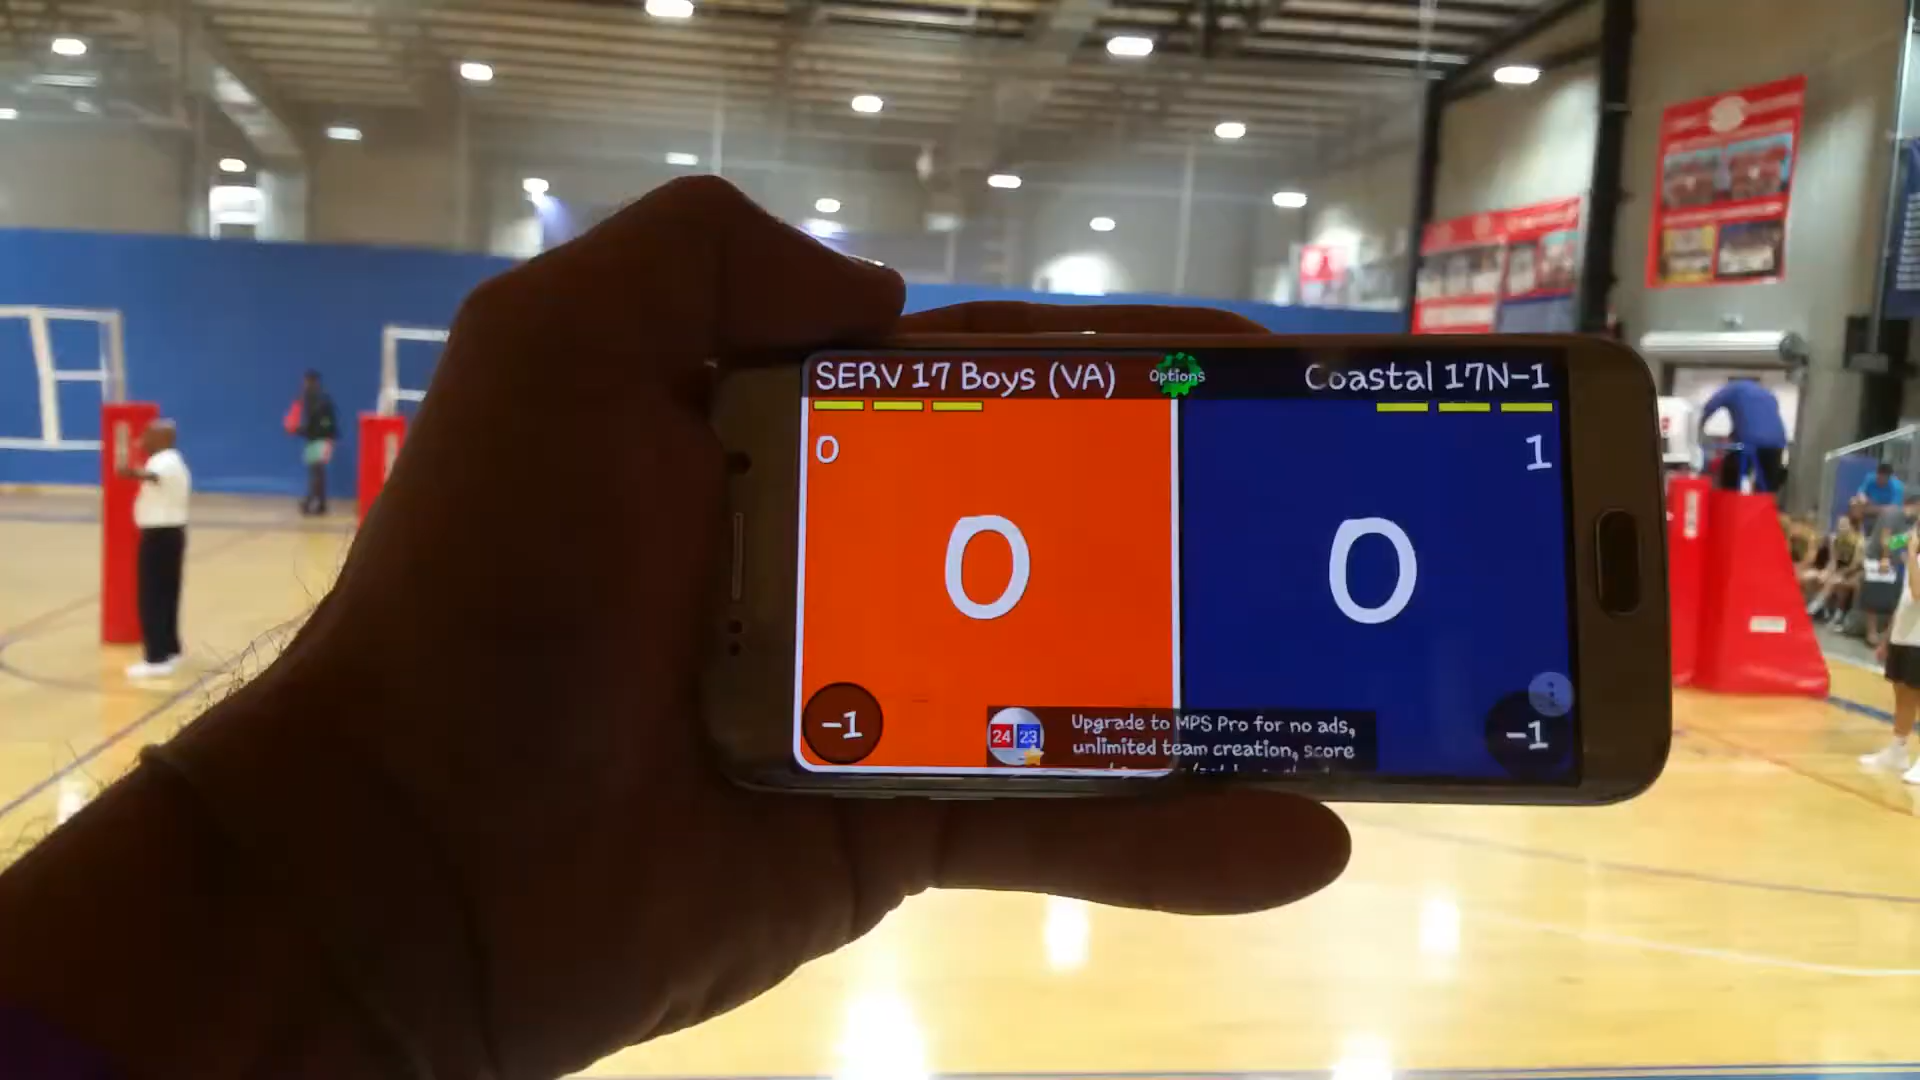 SERV 17 Boys (VA)
Options
Coastal 17N-1
0
1
0
0
-1
24 23
Upgrade to MPS Pro for no ads,
unlimited team creation, score
-1